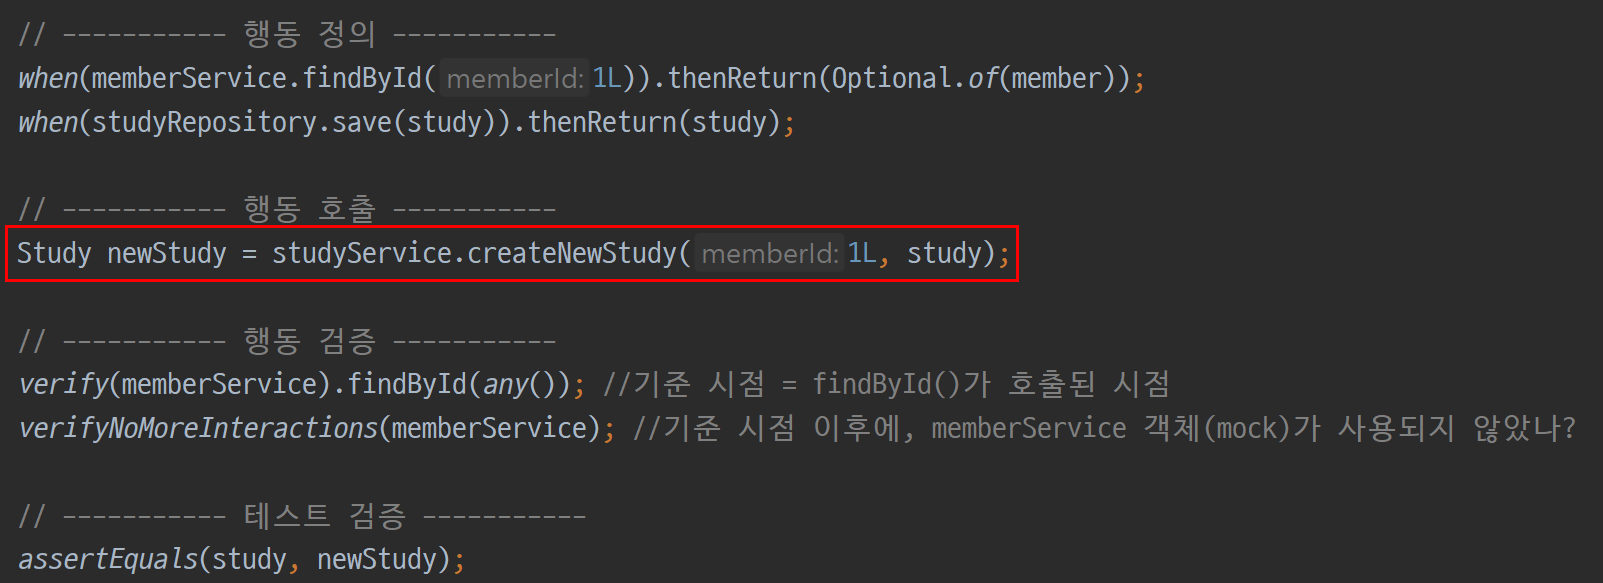 // ----------- 행동 정의 -----------
when(memberService.findById( memberId: 1L)).thenReturn(Optional.of(member));
when(studyRepository.save(study)).thenReturn(study);
// ----------- 행동 호출 -----------
Study newStudy = studyService.createNewStudy( memberId: 1L, study);
// ----------- 행동 검증 -----------
verify(memberService).findById(any()); //기준 시점 = findById()가 호출된 시점
verifyNoMoreInteractions(memberService); //기준 시점 이후에, memberService 객체(mock)가 사용되지 않았나?
// ----------- 테스트 검증 -----------
assertEquals(study, newStudy);